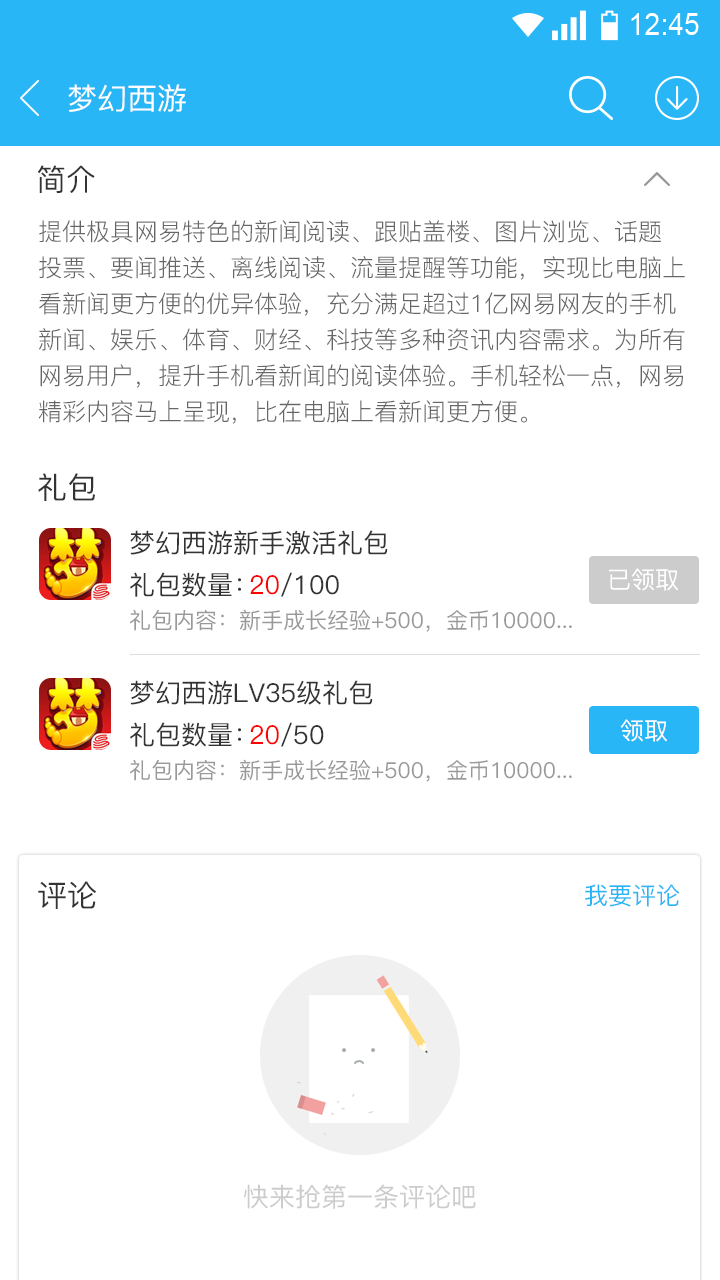 12:45
梦幻西游
简介
提供极具网易特色的新闻阅读、跟贴盖楼、图片浏览、话题
投票、要闻推送、离线阅读、流量提醒等功能，实现比电脑上
看新闻更方便的优异体验，充分满足超过1亿网易网友的手机
新闻、娱乐、体育、财经、科技等多种资讯内容需求。为所有
网易用户，提升手机看新闻的阅读体验。手机轻松一点，网易
精彩内容马上呈现，比在电脑上看新闻更方便。
礼包
梦
梦幻西游新手激活礼包
礼包数量：20/100
已领取
礼包内容：新手成长经验+500，金币10000...
梦
梦幻西游LV35级礼包
礼包数量：20/50
领取
礼包内容：新手成长经验+500，金币10000...
评论
我要评论
快来抢第一条评论吧